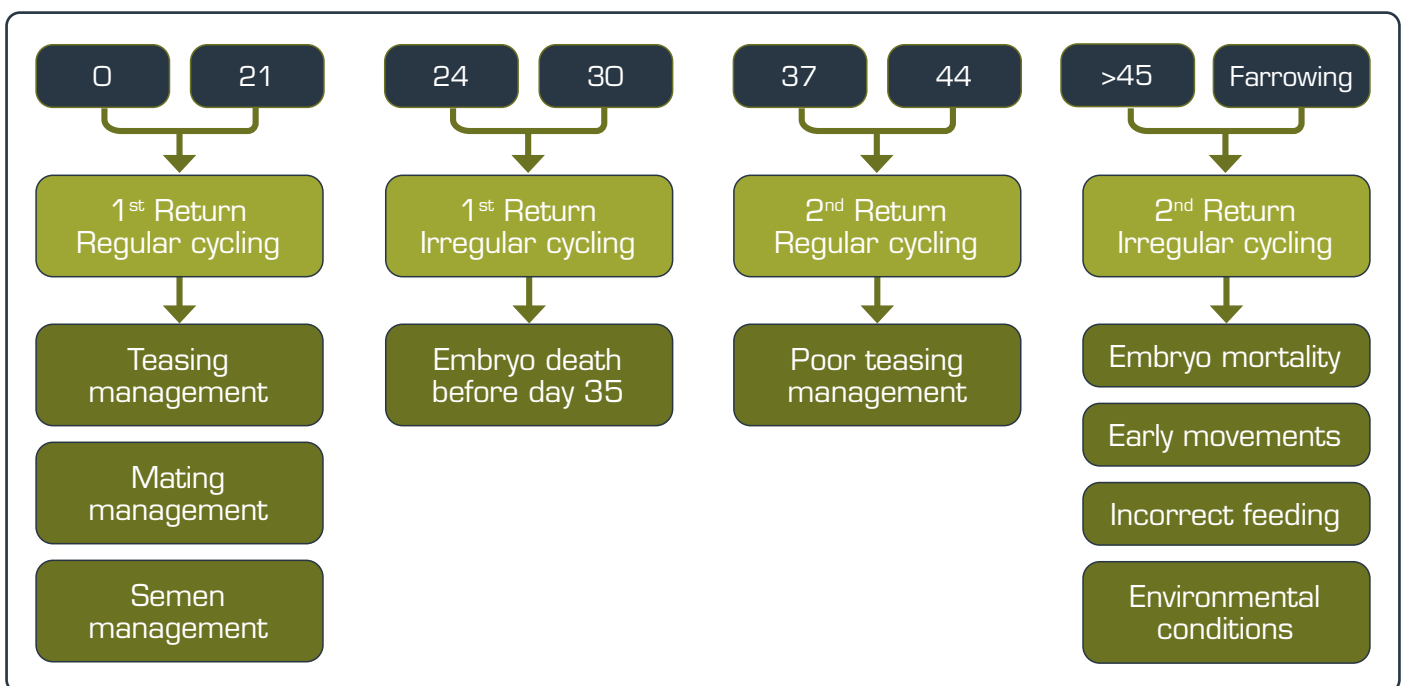 0
21
1st Return
Regular cycling
Teasing
management
Mating
management
Semen
management
24
30
1st Return
Irregular cycling
Embryo death
before day 35
37
44
2nd Return
Regular cycling
Poor teasing
management
>45
Farrowing
2nd Return
Irregular cycling
Embryo mortality
Early movements
Incorrect feeding
Environmental
conditions